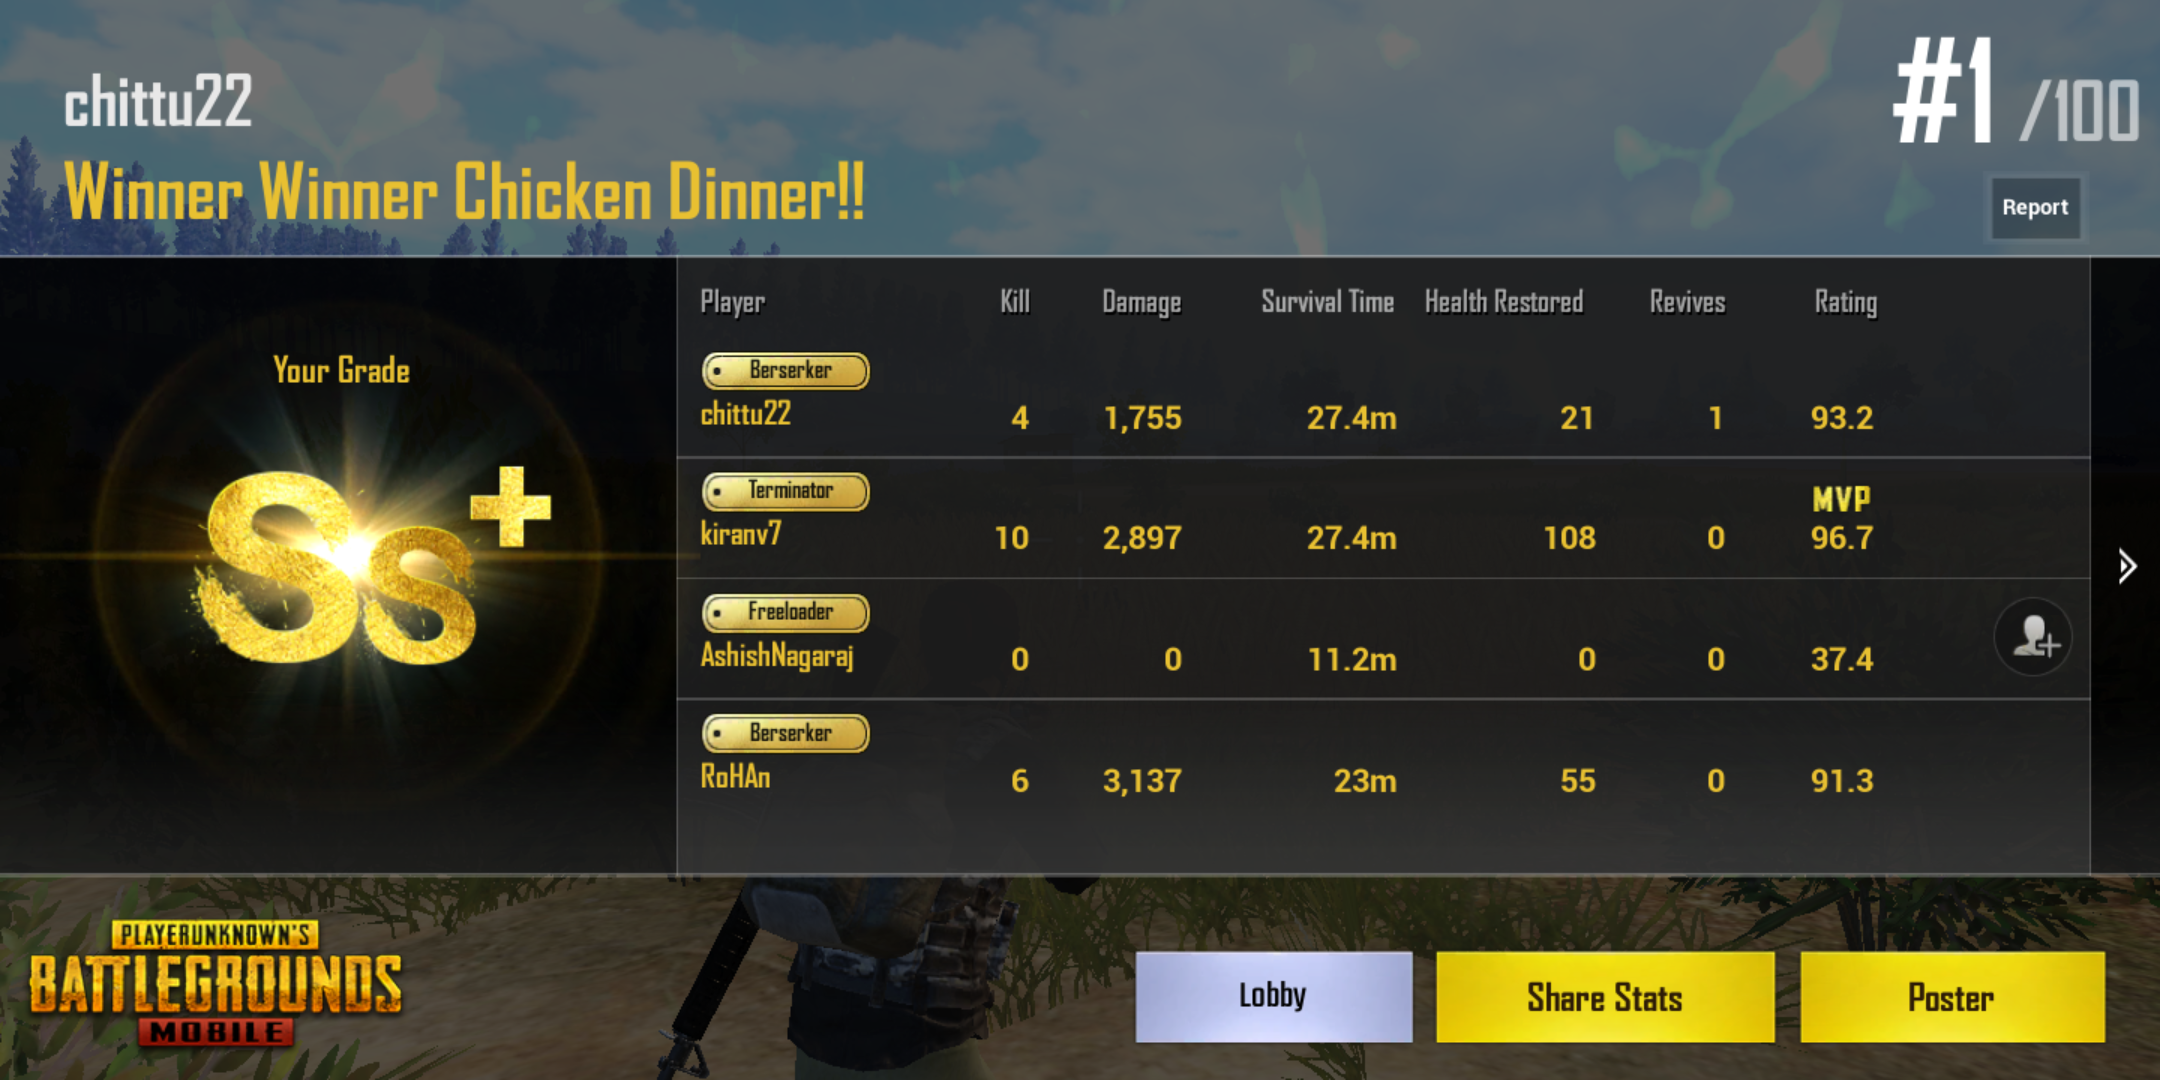 chittu22
#1 /100
Winner Winner Chicken Dinner!!
Report
Your Grade
Ss+
Player Kill Damage Survival Time Health Restored Revives Rating
Berserker
chittu22 4 1,755 27.4m 21 1 93.2
Terminator MVP
kiranv7 10 2,897 27.4m 108 0 96.7
Freeloader
AshishNagaraj 0 0 11.2m 0 0 37.4
Berserker
RoHAn 6 3,137 23m 55 0 91.3
PLAYERUNKNOWN'S
BATTLEGROUNDS
MOBILE
Lobby Share Stats Poster